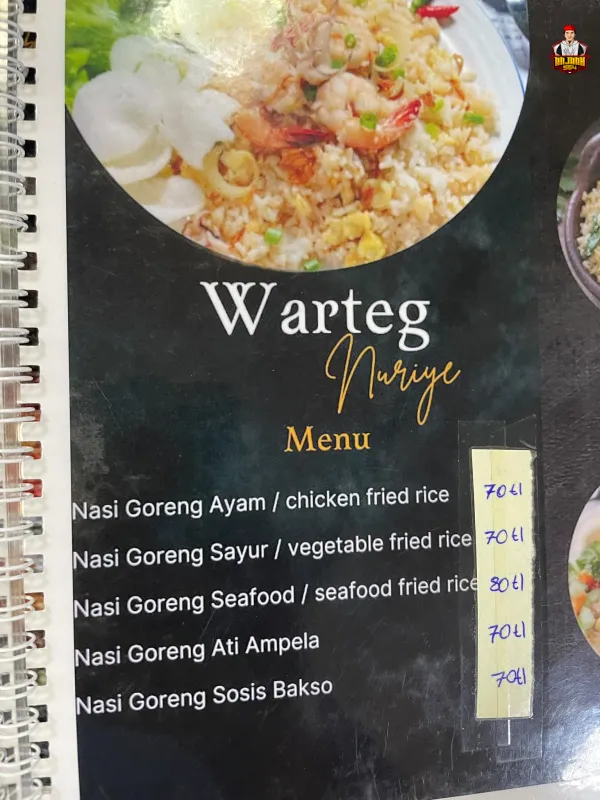 Warteg
Nuriye
Menu
Nasi Goreng Ayam / chicken fried rice 70tl
Nasi Goreng Sayur / vegetable fried rice 70tl
Nasi Goreng Seafood / seafood fried rice 80tl
Nasi Goreng Ati Ampela 70tl
Nasi Goreng Sosis Bakso 70tl